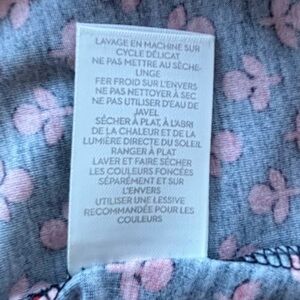 LAVAGE EN MACHINE SUR
CYCLE DÉLICAT
NE PAS METTRE AU SÈCHE-
LINGE
FER FROID SUR L'ENVERS
NE PAS NETTOYER À SEC
NE PAS UTILISER D'EAU DE
JAVEL
SÉCHER À PLAT, À L'ABRI
DE LA CHALEUR ET DE LA
LUMIÈRE DIRECTE DU SOLEIL
RANGER À PLAT
LAVER ET FAIRE SÉCHER
LES COULEURS FONCÉES
SÉPARÉMENT ET SUR
L'ENVERS
UTILISER UNE LESSIVE
RECOMMANDÉE POUR LES
COULEURS